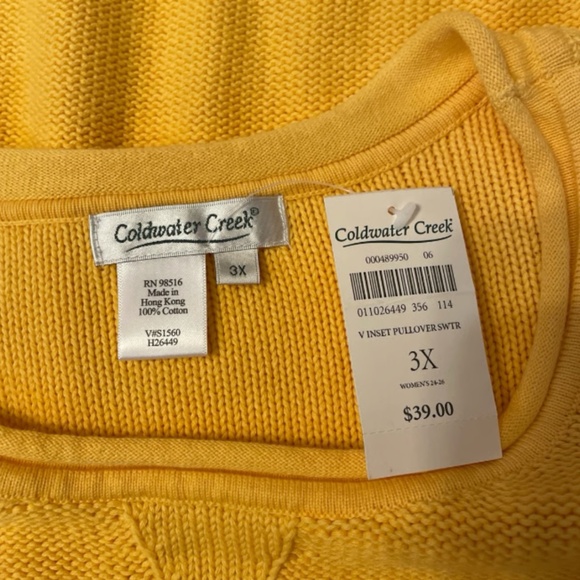 Coldwater Creek®
3X
RN 98516
Made in
Hong Kong
100% Cotton
V#S1560
H26449
Coldwater Creek®
000489950 06
011026449 356 114
V INSET PULLOVER SWTR
3X
WOMEN'S 24-26
$39.00